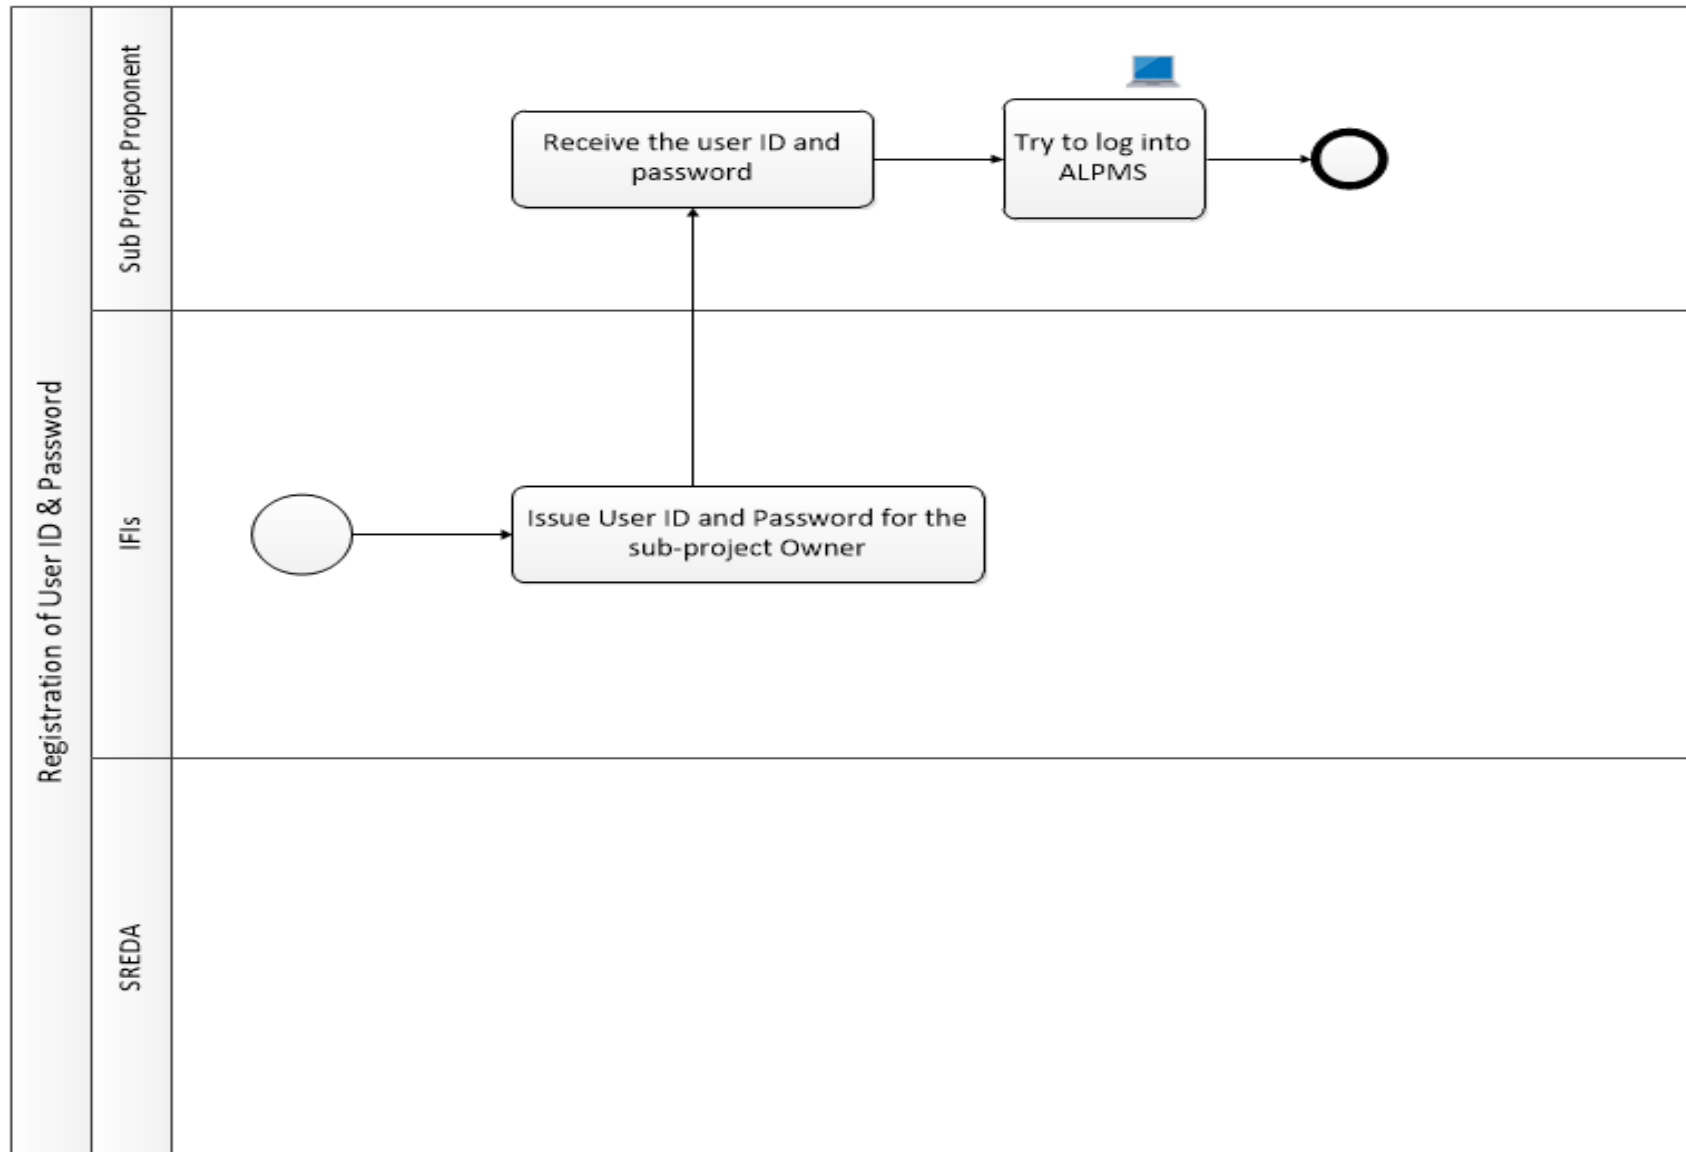 Registration of User ID & Password
Sub Project Proponent
Receive the user ID and
password
Try to log into
ALPMS
IFIs
Issue User ID and Password for the
sub-project Owner
SREDA